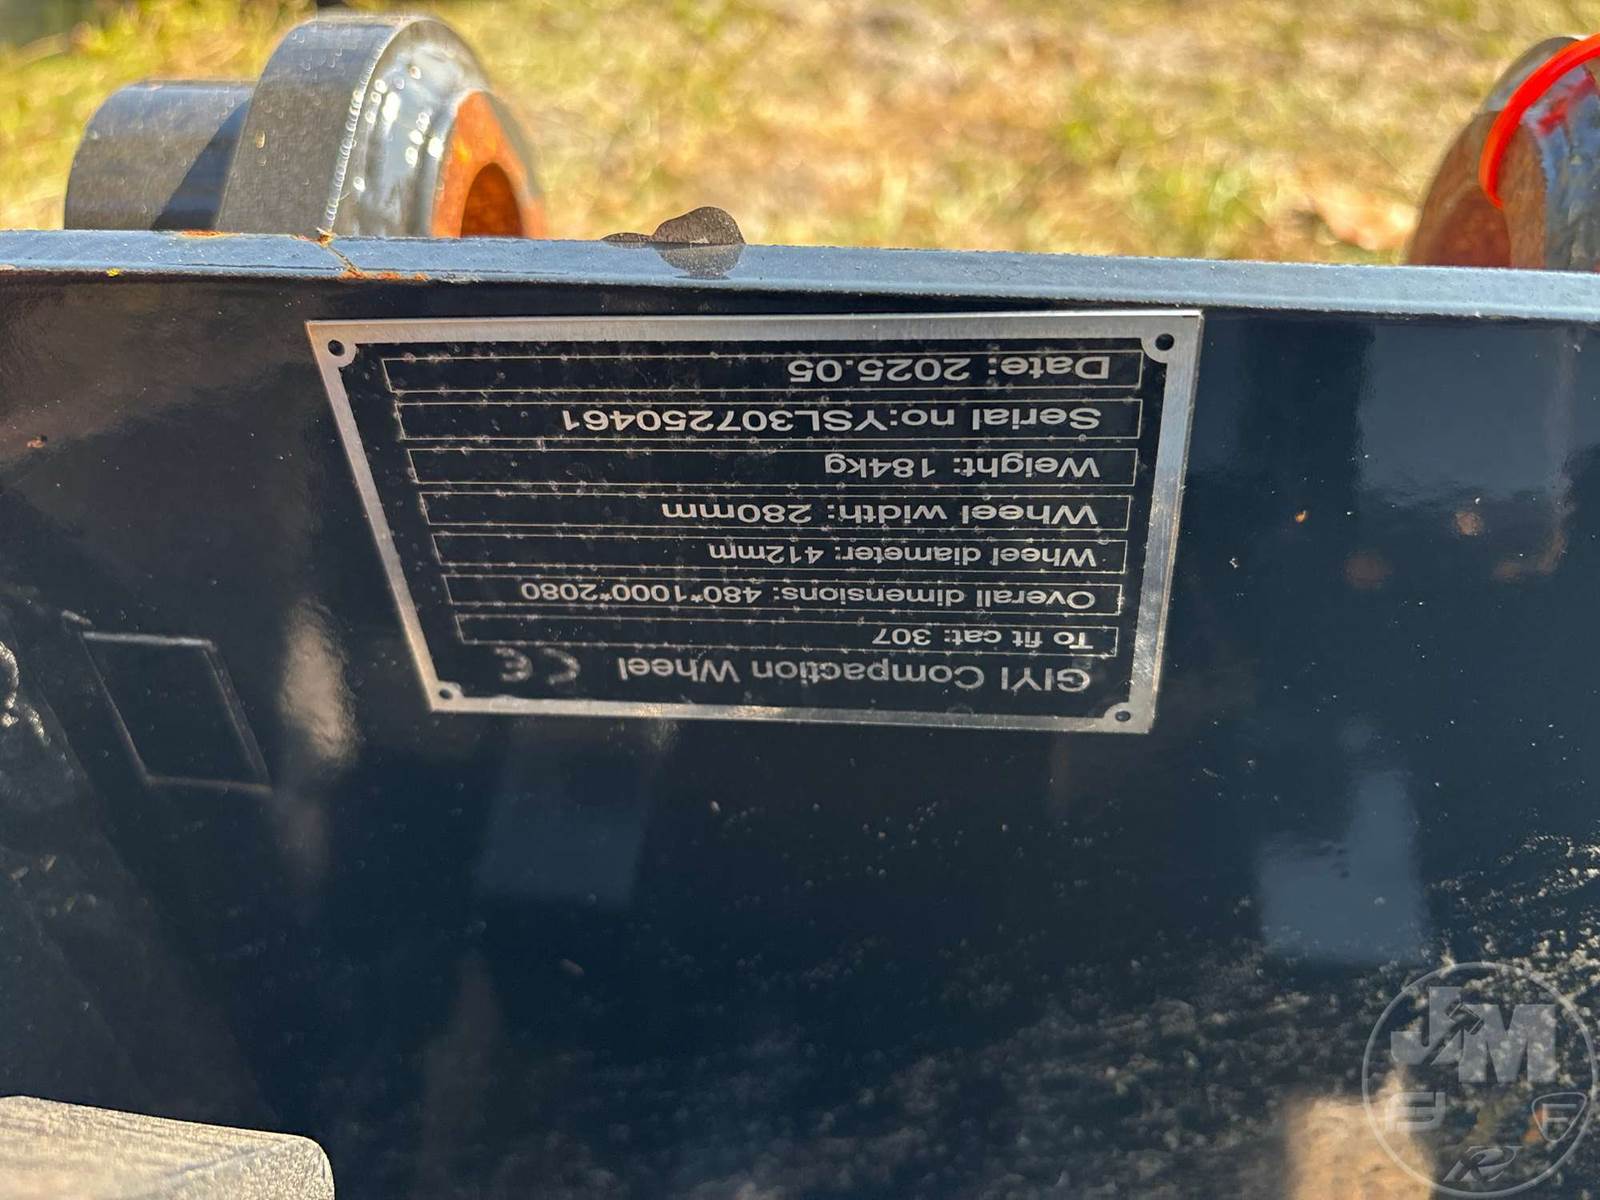 GIYI Compaction Wheel CE
To fit cat: 307
Overall dimensions: 480*1000*2080
Wheel diameter: 412mm
Wheel width: 280mm
Weight: 184kg
Serial no:YSL307250461
Date: 2025.05
J M